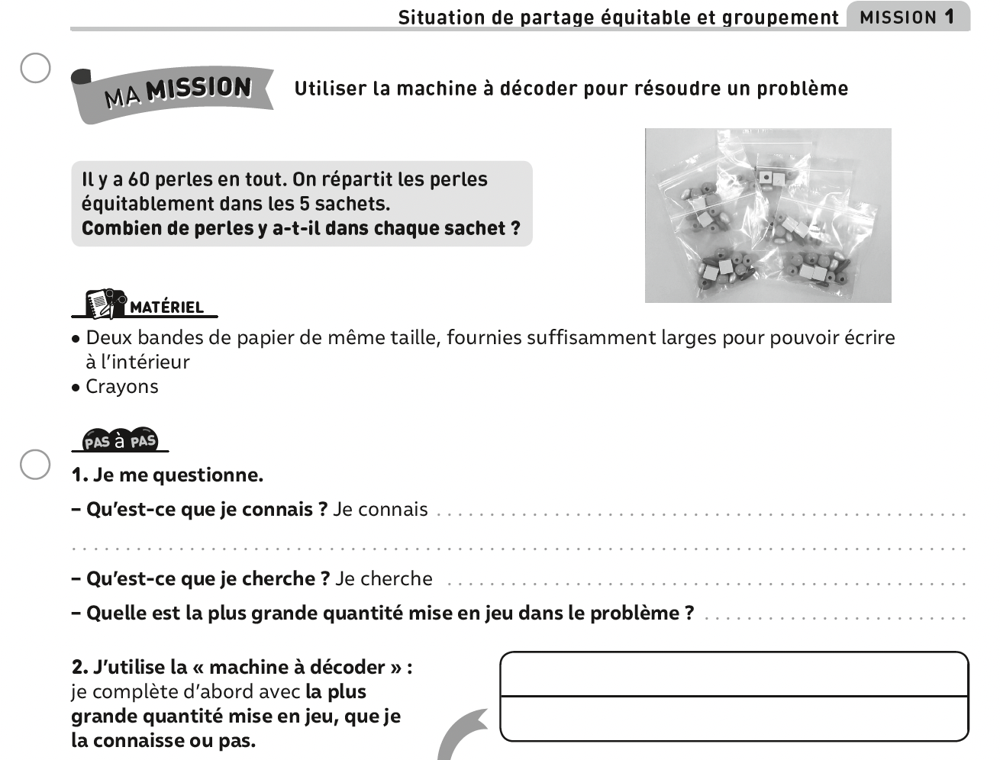 Situation de partage équitable et groupement MISSION 1
MA MISSION Utiliser la machine à décoder pour résoudre un problème
Il y a 60 perles en tout. On répartit les perles
équitablement dans les 5 sachets.
Combien de perles y a-t-il dans chaque sachet ?
MATÉRIEL
• Deux bandes de papier de même taille, fournies suffisamment larges pour pouvoir écrire
à l’intérieur
• Crayons
PAS à PAS
1. Je me questionne.
– Qu’est-ce que je connais ? Je connais
– Qu’est-ce que je cherche ? Je cherche
– Quelle est la plus grande quantité mise en jeu dans le problème ?
2. J’utilise la « machine à décoder » :
je complète d’abord avec la plus
grande quantité mise en jeu, que je
la connaisse ou pas.